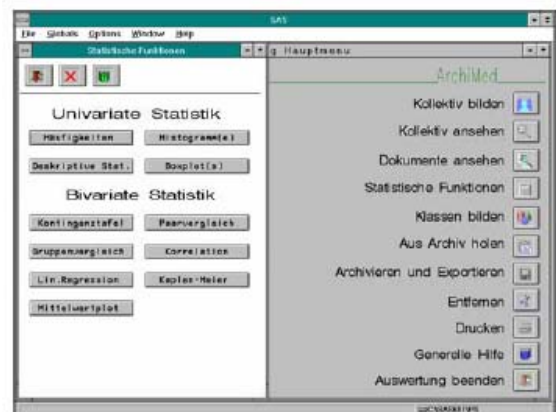 SAS
File Globals Options Window Help
Statistische Funktionen
g Hauptmenu
Univariate Statistik
Häufigkeiten Histogramm(e)
Deskriptive Stat. Boxplot(s)
Bivariate Statistik
Kontingenztafel Paarvergleich
Gruppenvergleich Correlation
Lin.Regression Kaplan-Meier
Mittelwertplot
ArchiMed
Kollektiv bilden
Kollektiv ansehen
Dokumente ansehen
Statistische Funktionen
Klassen bilden
Aus Archiv holen
Archivieren und Exportieren
Entfernen
Drucken
Generelle Hilfe
Auswertung beenden